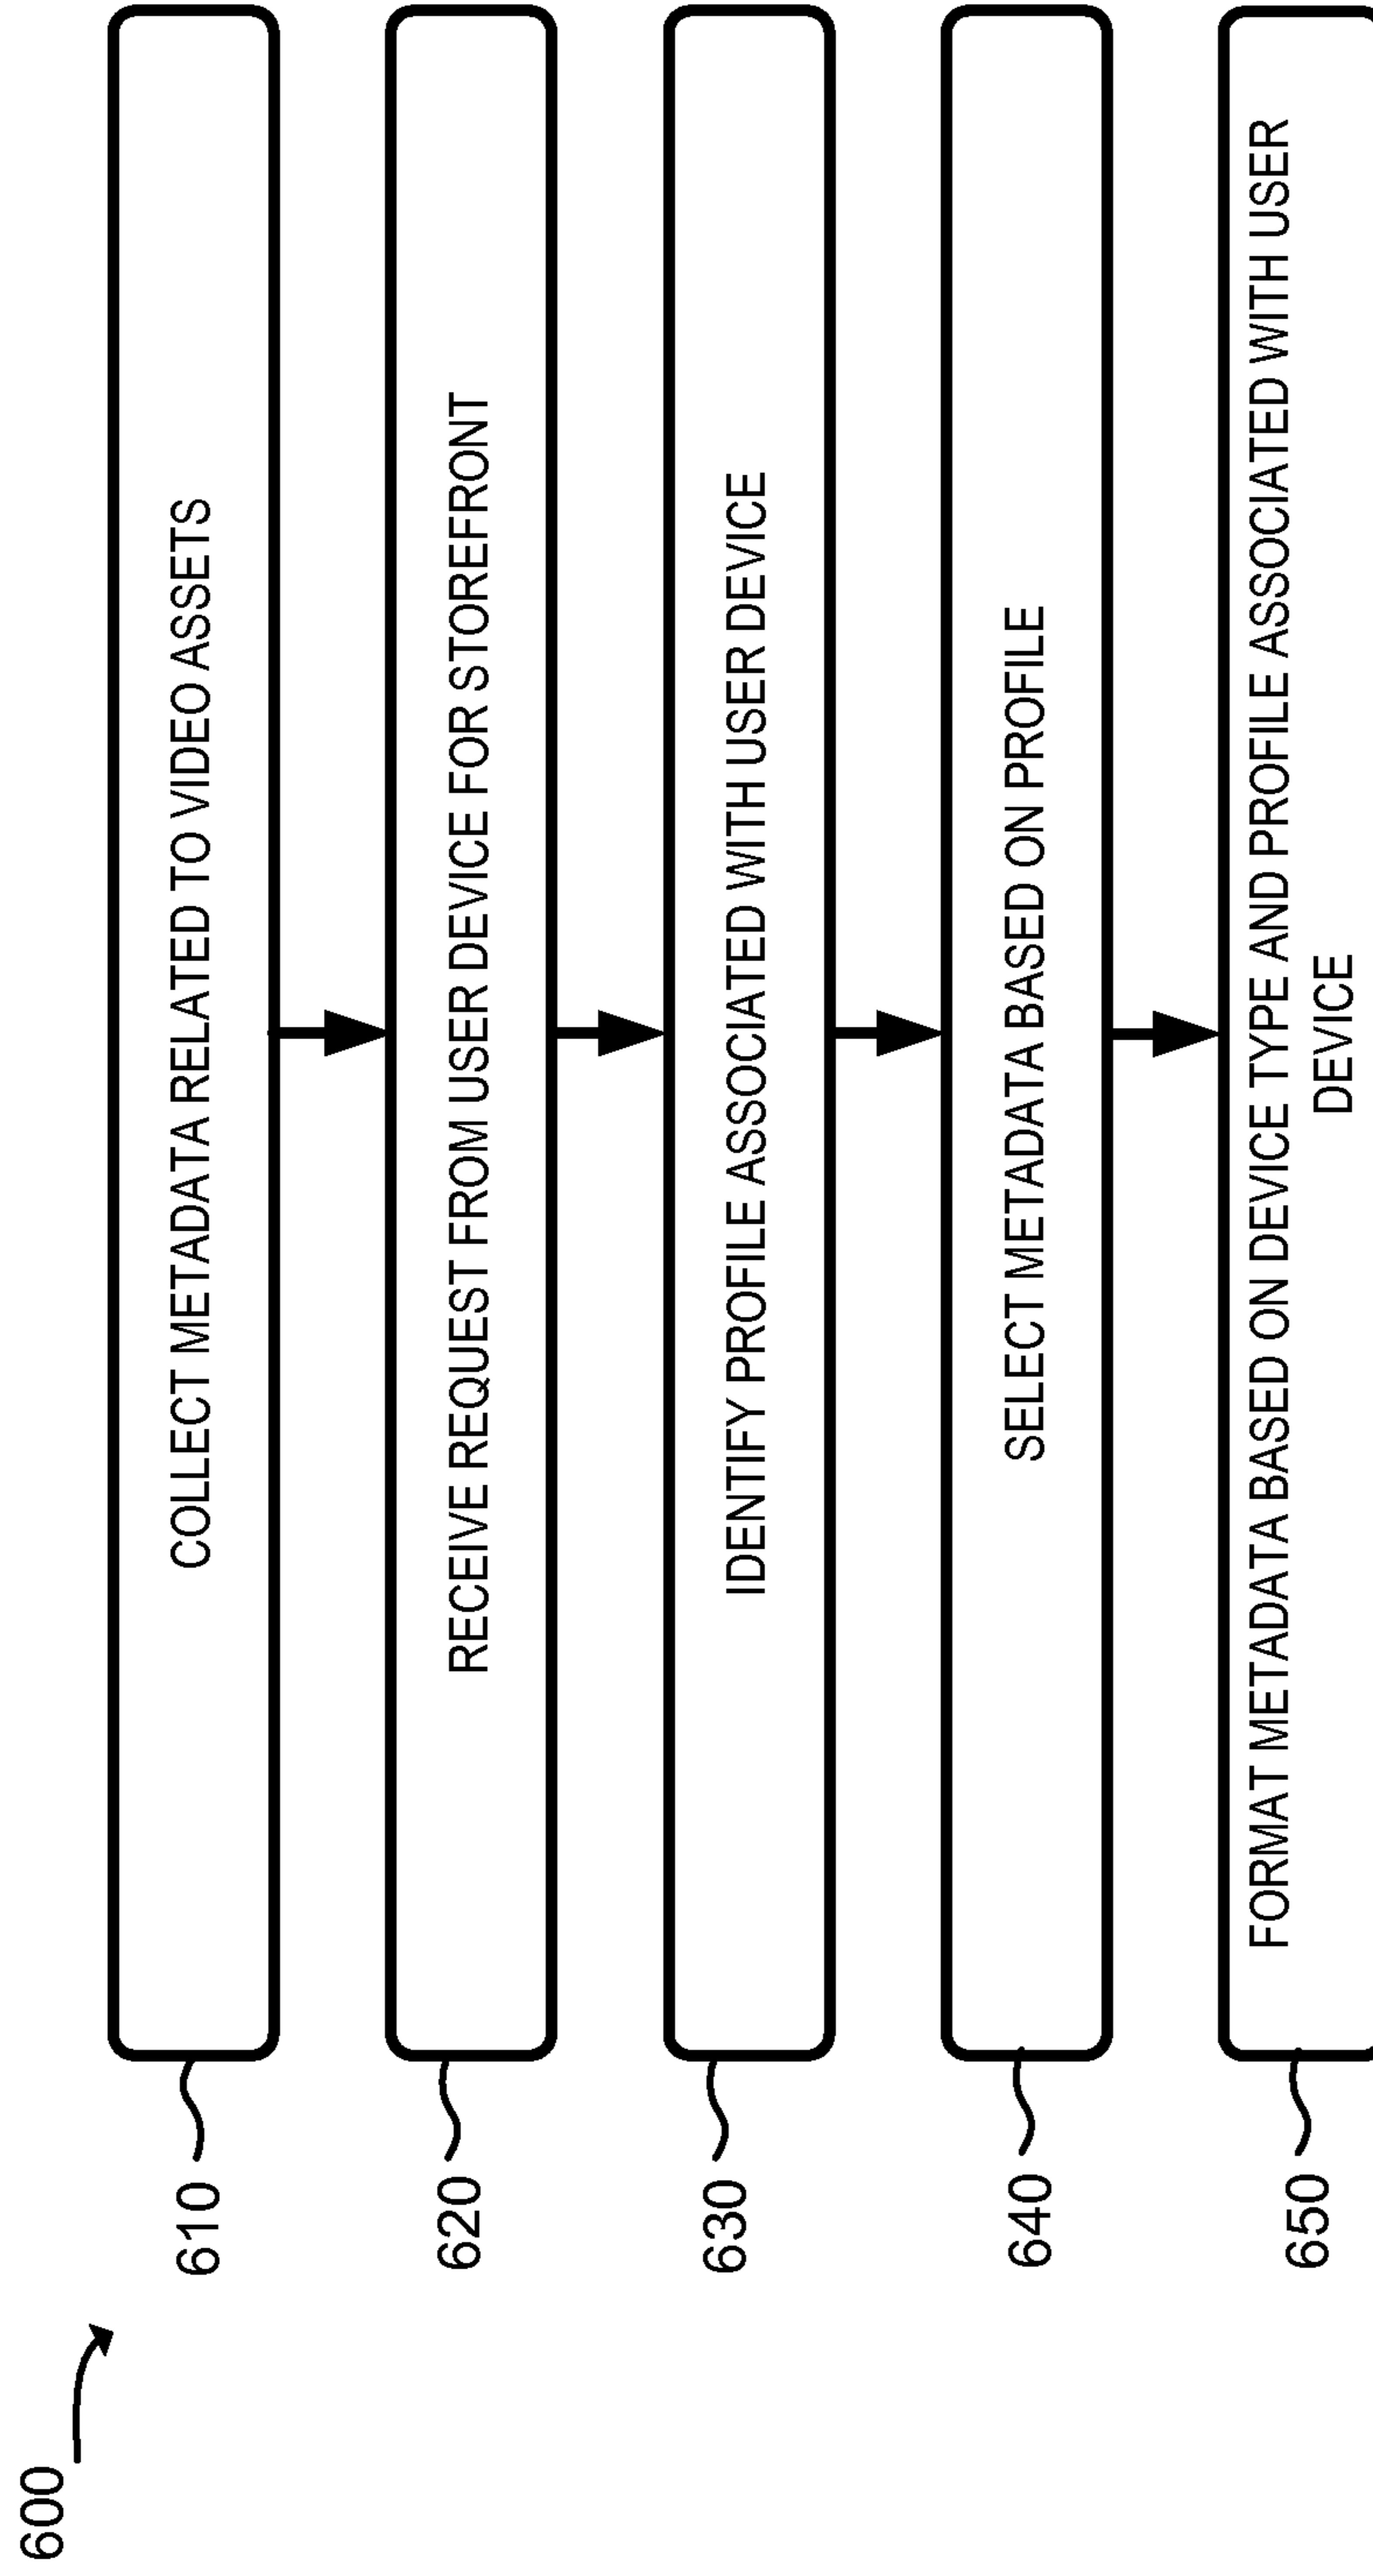 600
610
COLLECT METADATA RELATED TO VIDEO ASSETS
620
RECEIVE REQUEST FROM USER DEVICE FOR STOREFRONT
630
IDENTIFY PROFILE ASSOCIATED WITH USER DEVICE
640
SELECT METADATA BASED ON PROFILE
650
FORMAT METADATA BASED ON DEVICE TYPE AND PROFILE ASSOCIATED WITH USER
DEVICE